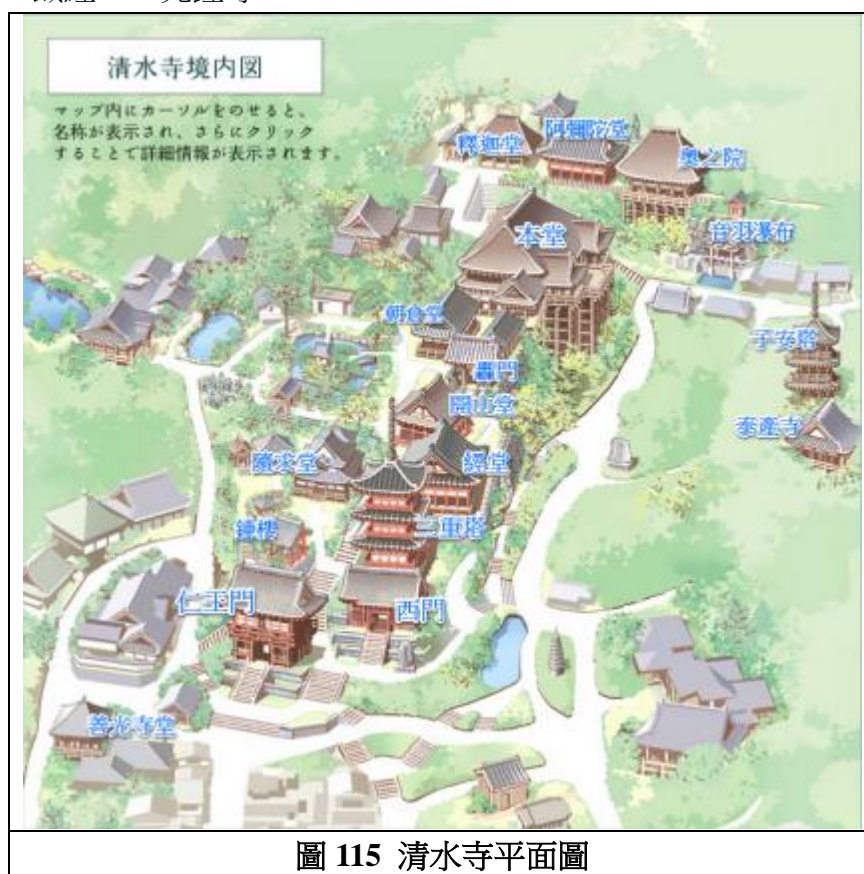 清水寺境内図
マップ内にカーソルをのせると、
名称が表示され、さらにクリック
することで詳細情報が表示されます。
釋迦堂
阿彌陀堂
奧之院
本堂
音羽瀑布
朝倉堂
子安塔
轟門
開山堂
泰產寺
隨求堂
經堂
鐘樓
三重塔
仁王門
西門
善光寺堂
圖 115 清水寺平面圖